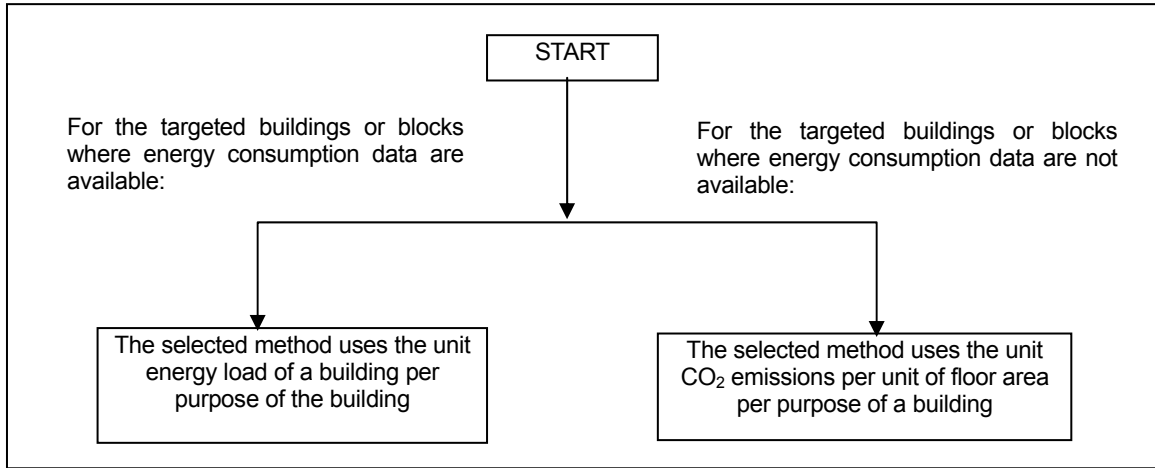 START
For the targeted buildings or blocks
where energy consumption data are
available:
For the targeted buildings or blocks
where energy consumption data are not
available:
The selected method uses the unit
energy load of a building per
purpose of the building
The selected method uses the unit
CO₂ emissions per unit of floor area
per purpose of a building